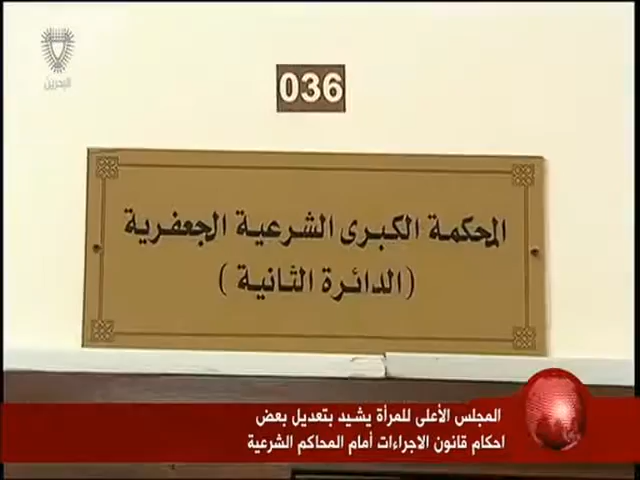 البحرين
036
المحكمة الكبرى الشرعية الجعفرية
(الدائرة الثانية )
المجلس الأعلى للمرأة يشيد بتعديل بعض
احكام قانون الاجراءات أمام المحاكم الشرعية